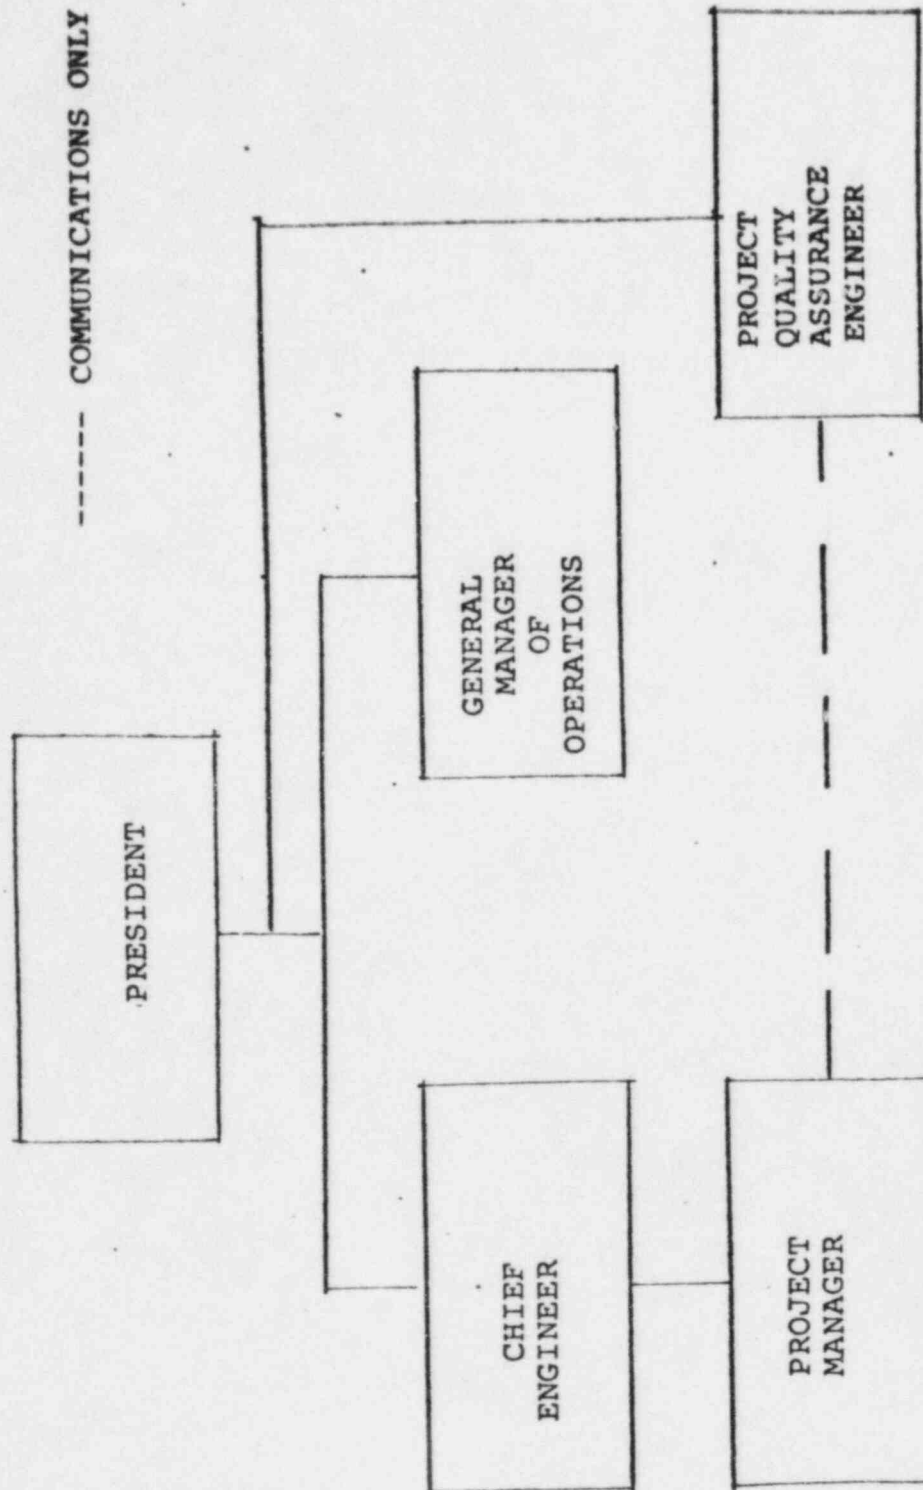 ------ COMMUNICATIONS ONLY
PRESIDENT
GENERAL
MANAGER
OF
OPERATIONS
CHIEF
ENGINEER
PROJECT
QUALITY
ASSURANCE
ENGINEER
PROJECT
MANAGER